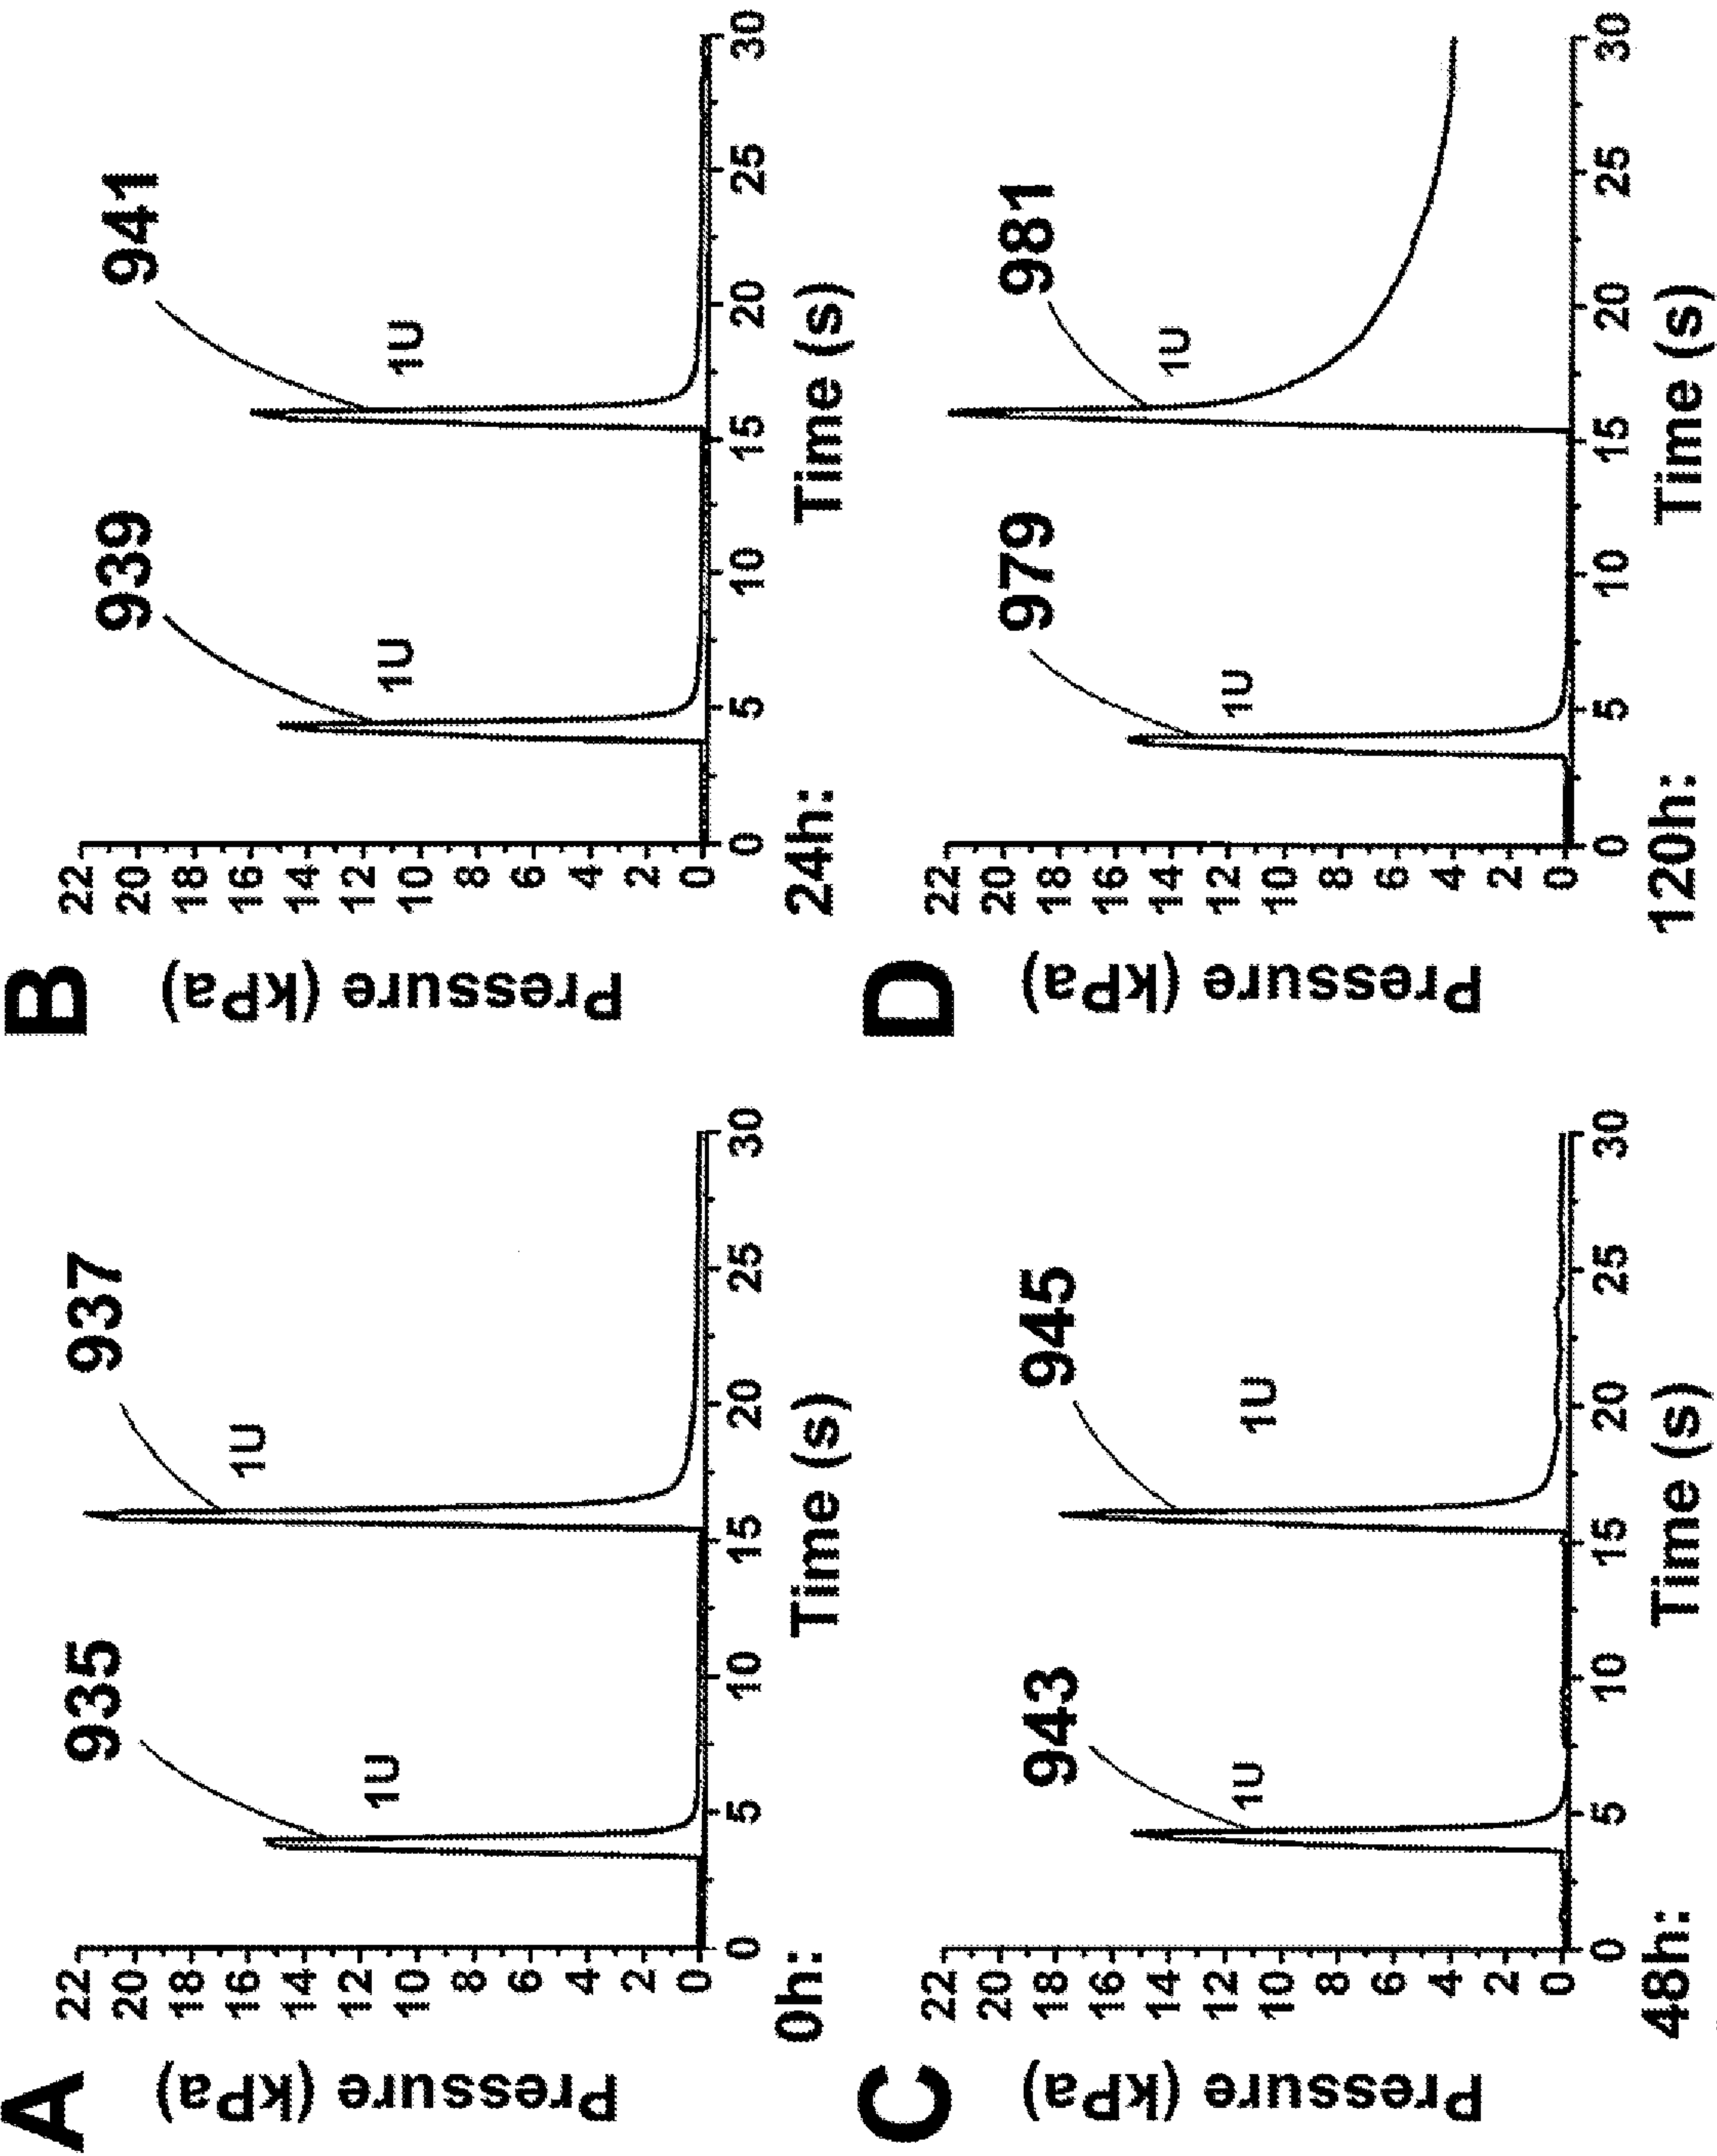 A
Pressure (kPa)
22
20
18
16
14
12
10
8
6
4
2
0
935
937
1U
1U
0 5 10 15 20 25 30
0h:
Time (s)
B
Pressure (kPa)
22
20
18
16
14
12
10
8
6
4
2
0
939
941
1U
1U
0 5 10 15 20 25 30
24h:
Time (s)
C
Pressure (kPa)
22
20
18
16
14
12
10
8
6
4
2
0
943
945
1U
1U
0 5 10 15 20 25 30
48h:
Time (s)
D
Pressure (kPa)
22
20
18
16
14
12
10
8
6
4
2
0
979
981
1U
1U
0 5 10 15 20 25 30
120h:
Time (s)